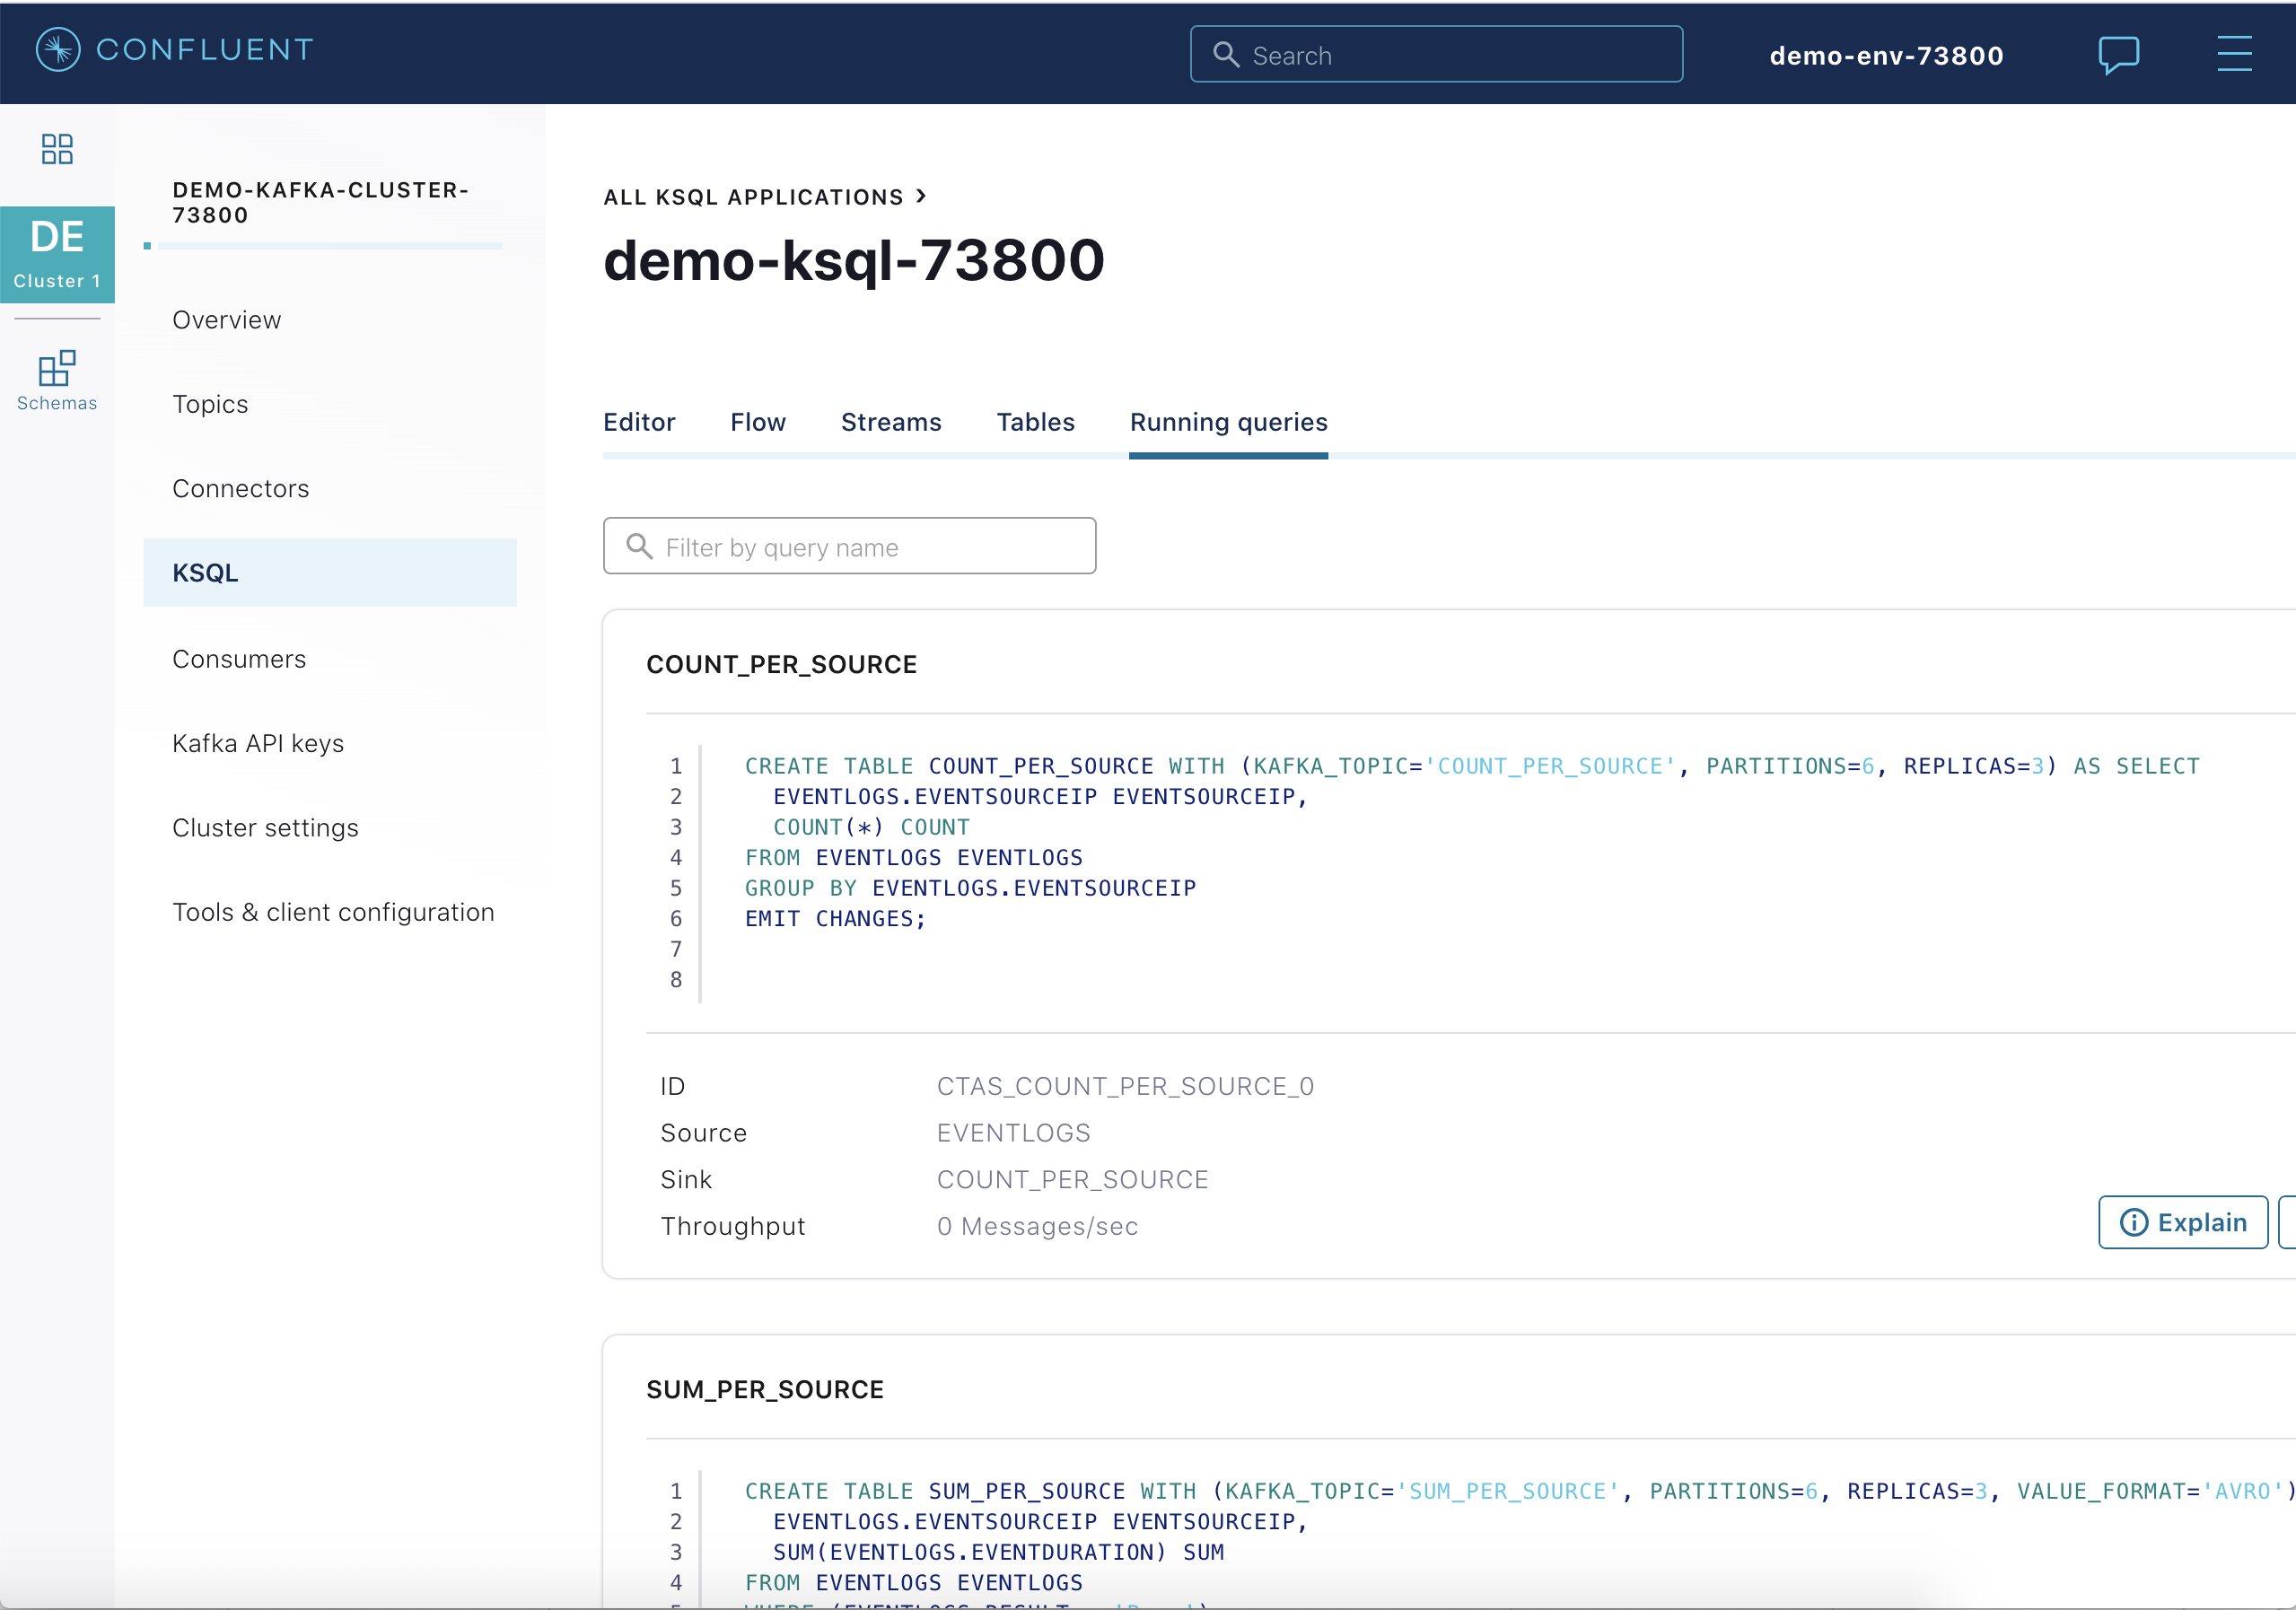 CONFLUENT
Search
demo-env-73800
DE
Cluster 1
Schemas
DEMO-KAFKA-CLUSTER-
73800
Overview
Topics
Connectors
KSQL
Consumers
Kafka API keys
Cluster settings
Tools & client configuration
ALL KSQL APPLICATIONS >
demo-ksql-73800
Editor Flow Streams Tables Running queries
Filter by query name
COUNT_PER_SOURCE
1 CREATE TABLE COUNT_PER_SOURCE WITH (KAFKA_TOPIC='COUNT_PER_SOURCE', PARTITIONS=6, REPLICAS=3) AS SELECT
2 EVENTLOGS.EVENTSOURCEIP EVENTSOURCEIP,
3 COUNT(*) COUNT
4 FROM EVENTLOGS EVENTLOGS
5 GROUP BY EVENTLOGS.EVENTSOURCEIP
6 EMIT CHANGES;
7
8
ID CTAS_COUNT_PER_SOURCE_0
Source EVENTLOGS
Sink COUNT_PER_SOURCE
Throughput 0 Messages/sec
Explain
SUM_PER_SOURCE
1 CREATE TABLE SUM_PER_SOURCE WITH (KAFKA_TOPIC='SUM_PER_SOURCE', PARTITIONS=6, REPLICAS=3, VALUE_FORMAT='AVRO')
2 EVENTLOGS.EVENTSOURCEIP EVENTSOURCEIP,
3 SUM(EVENTLOGS.EVENTDURATION) SUM
4 FROM EVENTLOGS EVENTLOGS
5 WHERE (EVENTLOGS.RESULT